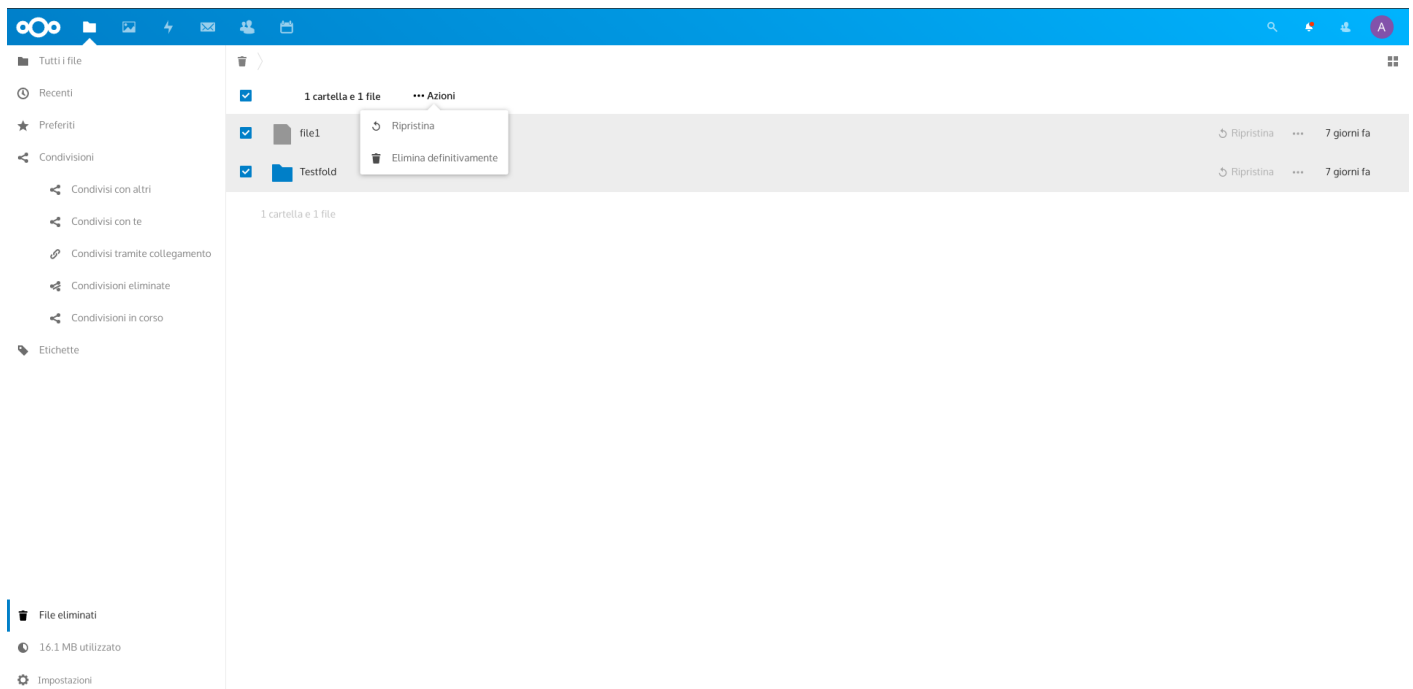 A
Tutti i file
Recenti
Preferiti
Condivisioni
Condivisi con altri
Condivisi con te
Condivisi tramite collegamento
Condivisioni eliminate
Condivisioni in corso
Etichette
File eliminati
16.1 MB utilizzato
Impostazioni
1 cartella e 1 file ••• Azioni
Ripristina
Elimina definitivamente
file1 Ripristina ••• 7 giorni fa
Testfold Ripristina ••• 7 giorni fa
1 cartella e 1 file